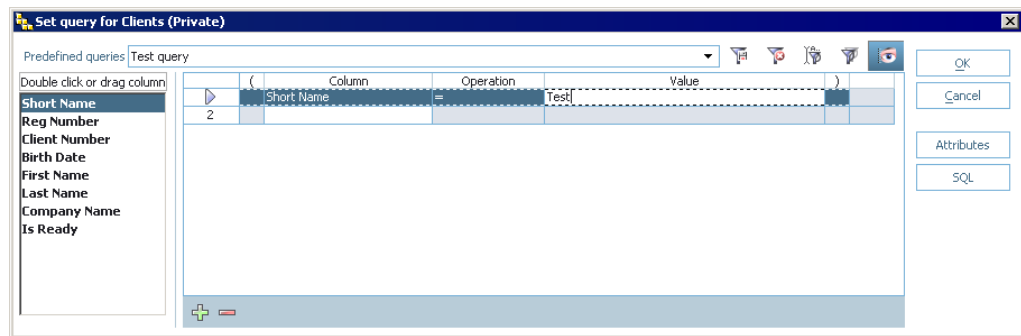 Set query for Clients (Private)
Predefined queries Test query
OK
Cancel
Attributes
SQL
Double click or drag column
Short Name
Reg Number
Client Number
Birth Date
First Name
Last Name
Company Name
Is Ready
( Column Operation Value )
Short Name = Test
2